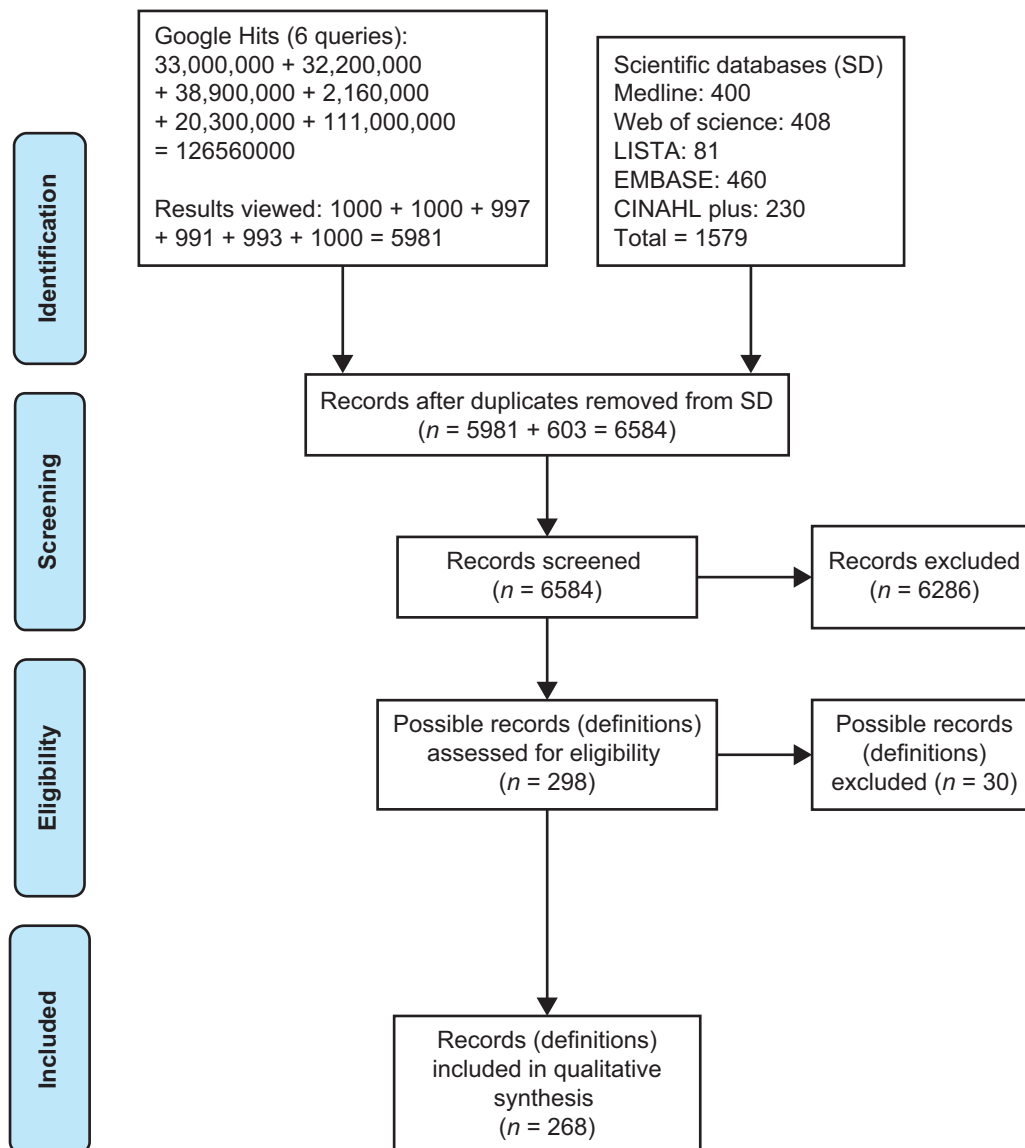 Google Hits (6 queries):
33,000,000 + 32,200,000
+ 38,900,000 + 2,160,000
+ 20,300,000 + 111,000,000
= 126560000
Results viewed: 1000 + 1000 + 997
+ 991 + 993 + 1000 = 5981
Scientific databases (SD)
Medline: 400
Web of science: 408
LISTA: 81
EMBASE: 460
CINAHL plus: 230
Total = 1579
Identification
Records after duplicates removed from SD
(n = 5981 + 603 = 6584)
Screening
Records screened
(n = 6584)
Records excluded
(n = 6286)
Eligibility
Possible records (definitions)
assessed for eligibility
(n = 298)
Possible records
(definitions)
excluded (n = 30)
Included
Records (definitions)
included in qualitative
synthesis
(n = 268)